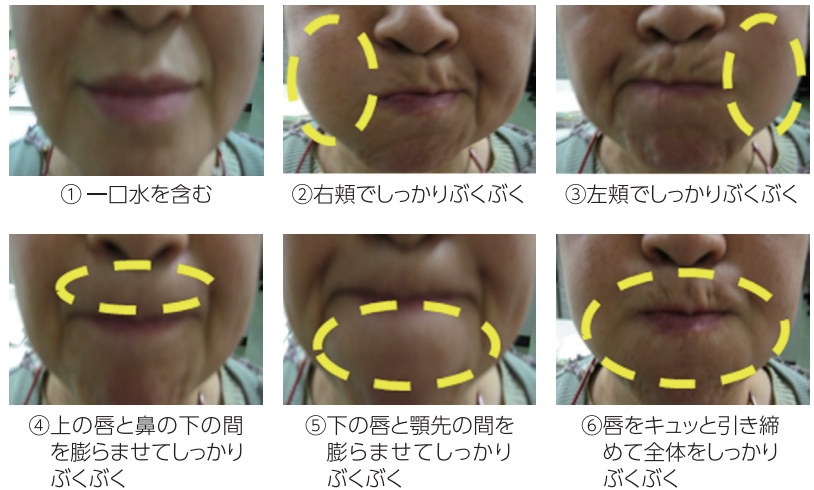 ①一口水を含む
②右頬でしっかりぶくぶく
③左頬でしっかりぶくぶく
④上の唇と鼻の下の間
を膨らませてしっかり
ぶくぶく
⑤下の唇と顎先の間を
膨らませてしっかり
ぶくぶく
⑥唇をキュッと引き締
めて全体をしっかり
ぶくぶく